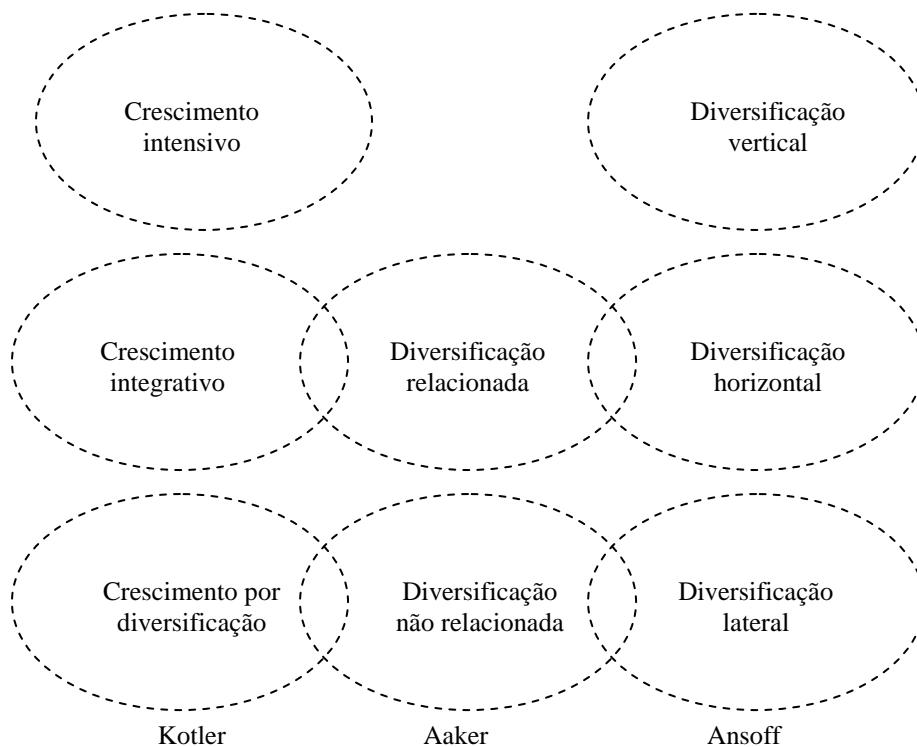 Crescimento
intensivo
Diversificação
vertical
Crescimento
integrativo
Diversificação
relacionada
Diversificação
horizontal
Crescimento por
diversificação
Diversificação
não relacionada
Diversificação
lateral
Kotler
Aaker
Ansoff